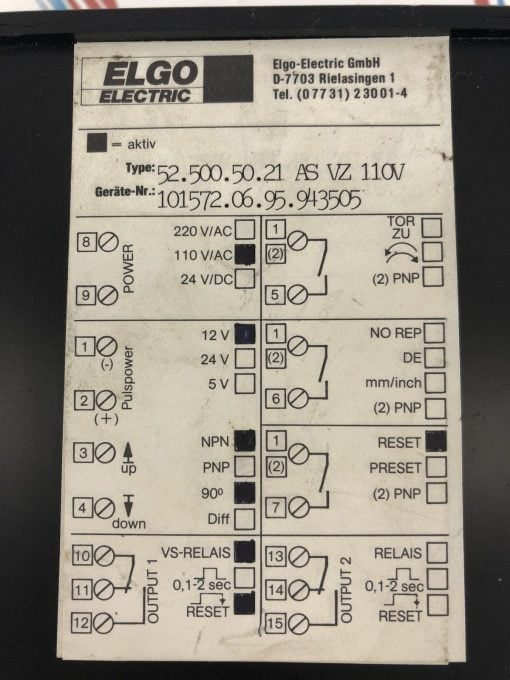 ELGO
ELECTRIC
Elgo-Electric GmbH
D-7703 Rielasingen 1
Tel. (07731) 23001-4
= aktiv
Type: 52.500.50.21 AS VZ 110V
Geräte-Nr.: 101572.06.95.943505
8
9
POWER
220 V/AC
110 V/AC
24 V/DC
1
(2)
5
TOR
ZU
(2) PNP
1
(-)
2
(+)
Pulspower
12 V
24 V
5 V
1
(2)
6
NO REP
DE
mm/inch
(2) PNP
3
up
4
down
NPN
PNP
90º
Diff
1
(2)
7
RESET
PRESET
(2) PNP
10
11
12
OUTPUT 1
VS-RELAIS
0,1-2 sec
RESET
13
14
15
OUTPUT 2
RELAIS
0,1-2 sec
RESET